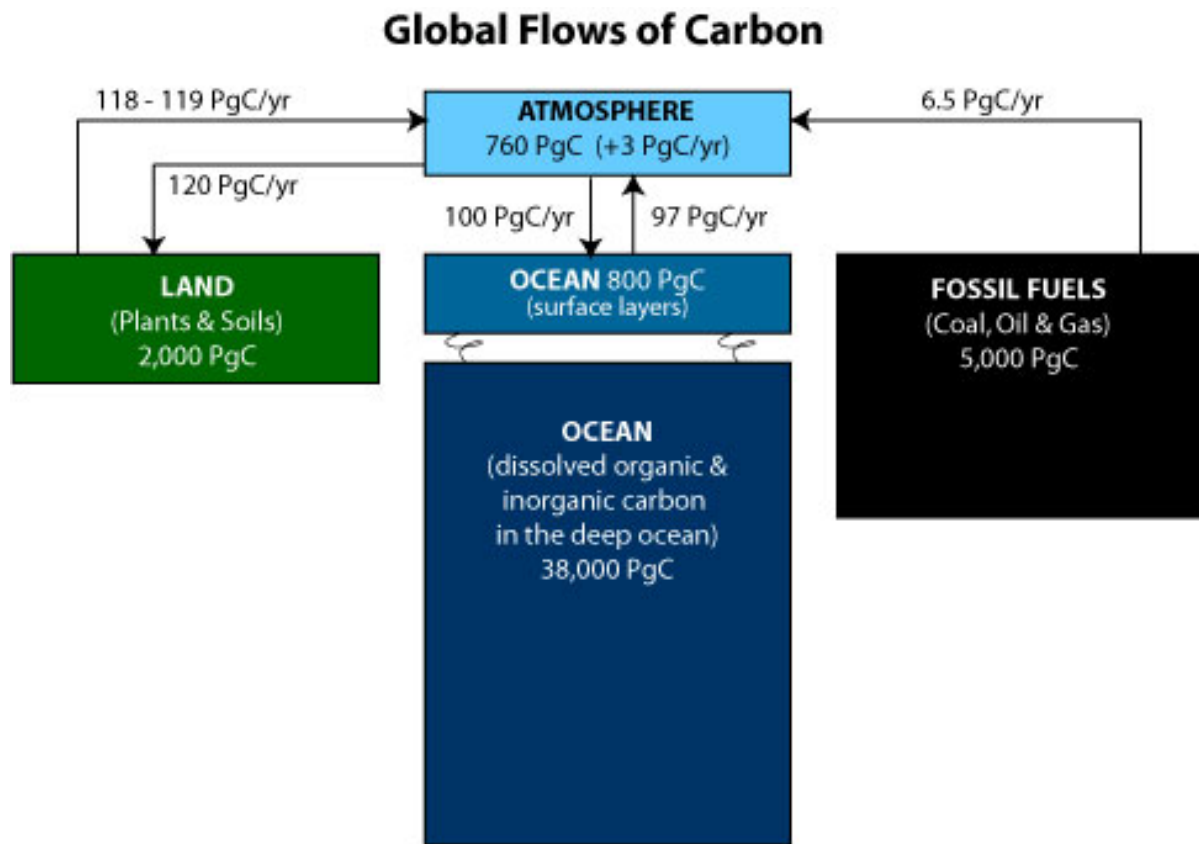 Global Flows of Carbon
118 - 119 PgC/yr
ATMOSPHERE
760 PgC (+3 PgC/yr)
6.5 PgC/yr
120 PgC/yr
100 PgC/yr
97 PgC/yr
LAND
(Plants & Soils)
2,000 PgC
OCEAN 800 PgC
(surface layers)
FOSSIL FUELS
(Coal, Oil & Gas)
5,000 PgC
OCEAN
(dissolved organic &
inorganic carbon
in the deep ocean)
38,000 PgC